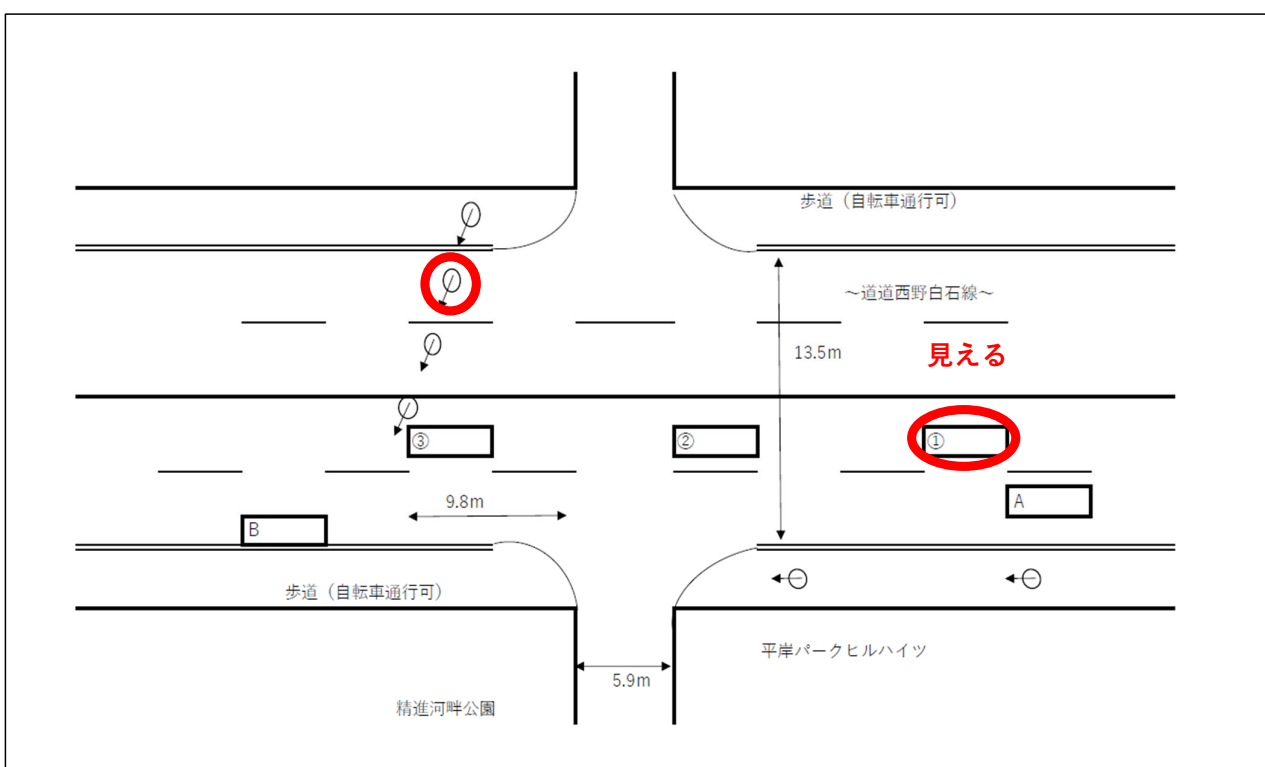 歩道（自転車通行可）
～道道西野白石線～
13.5m
見える
③
②
①
9.8m
A
B
歩道（自転車通行可）
平岸パークヒルハイツ
5.9m
精進河畔公園